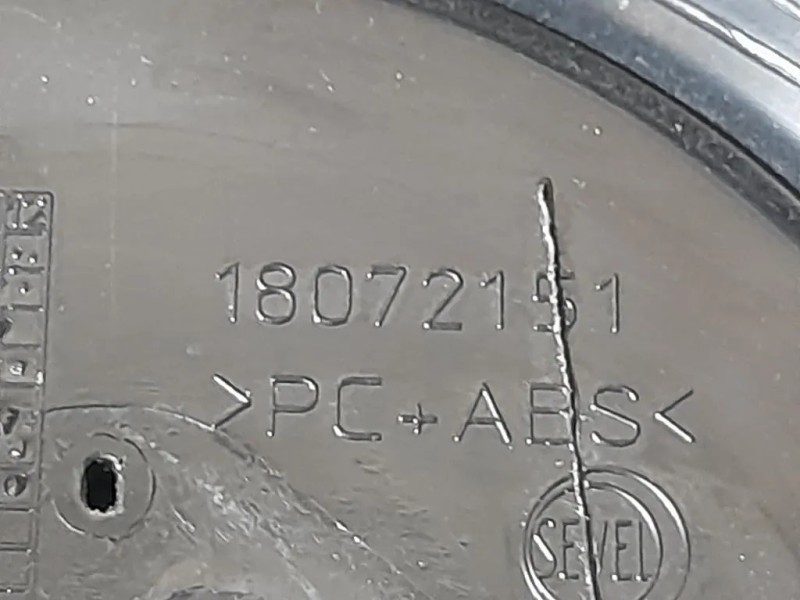 18072151
>PC+ABS<
SEVEL